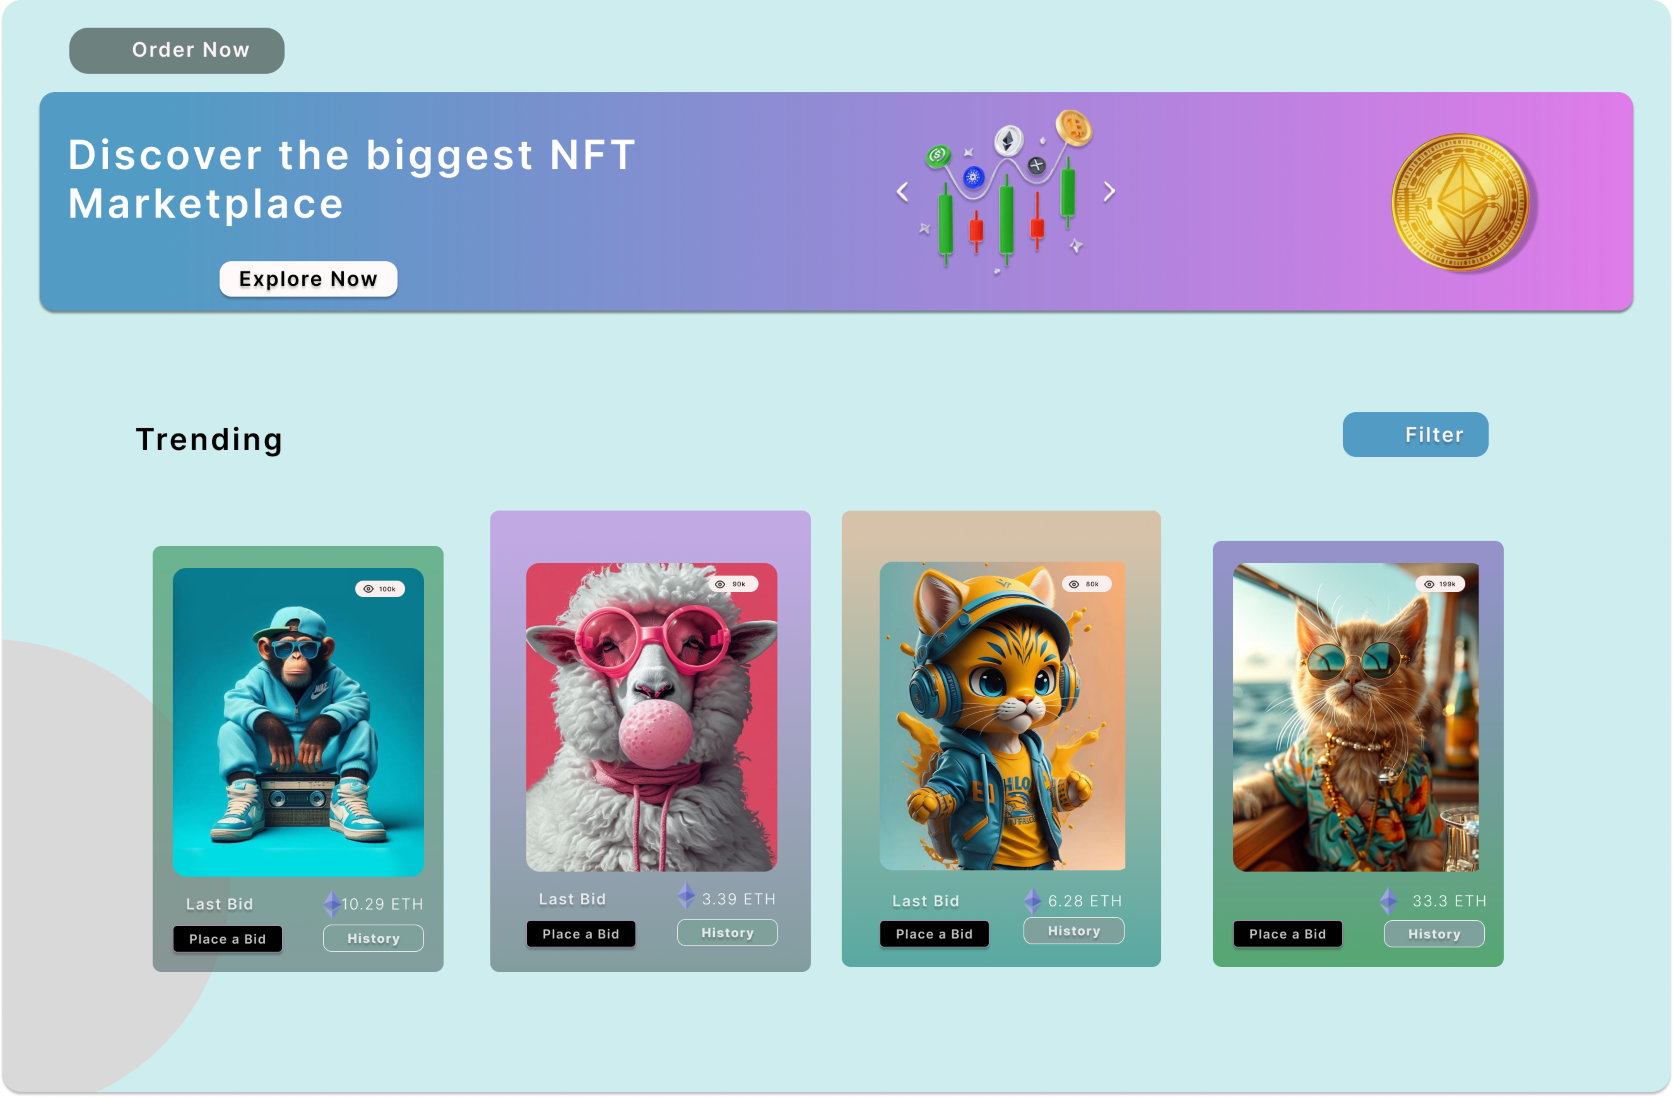 Order Now
Discover the biggest NFT
Marketplace
Explore Now
Trending
Filter
100k
90k
80k
199k
NIKE
Last Bid
10.29 ETH
Place a Bid
History
Last Bid
3.39 ETH
Place a Bid
History
Last Bid
6.28 ETH
Place a Bid
History
33.3 ETH
Place a Bid
History